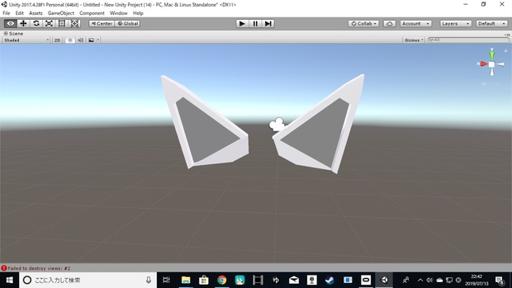 Unity 2017.4.28f1 Personal (64bit) - Untitled - New Unity Project (14) - PC, Mac & Linux Standalone* <DX11>
File Edit Assets GameObject Component Window Help
Center Global Collab Account Layers Default
Scene
Shaded 2D Gizmos
Failed to destroy views: #2
ここに入力して検索
22:42
2019/07/13